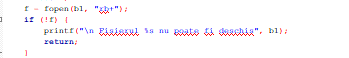 f = fopen(b1, "rb+");
if (!f) {
printf("\n Fisierul %s nu poate fi deschis", b1);
return;
}